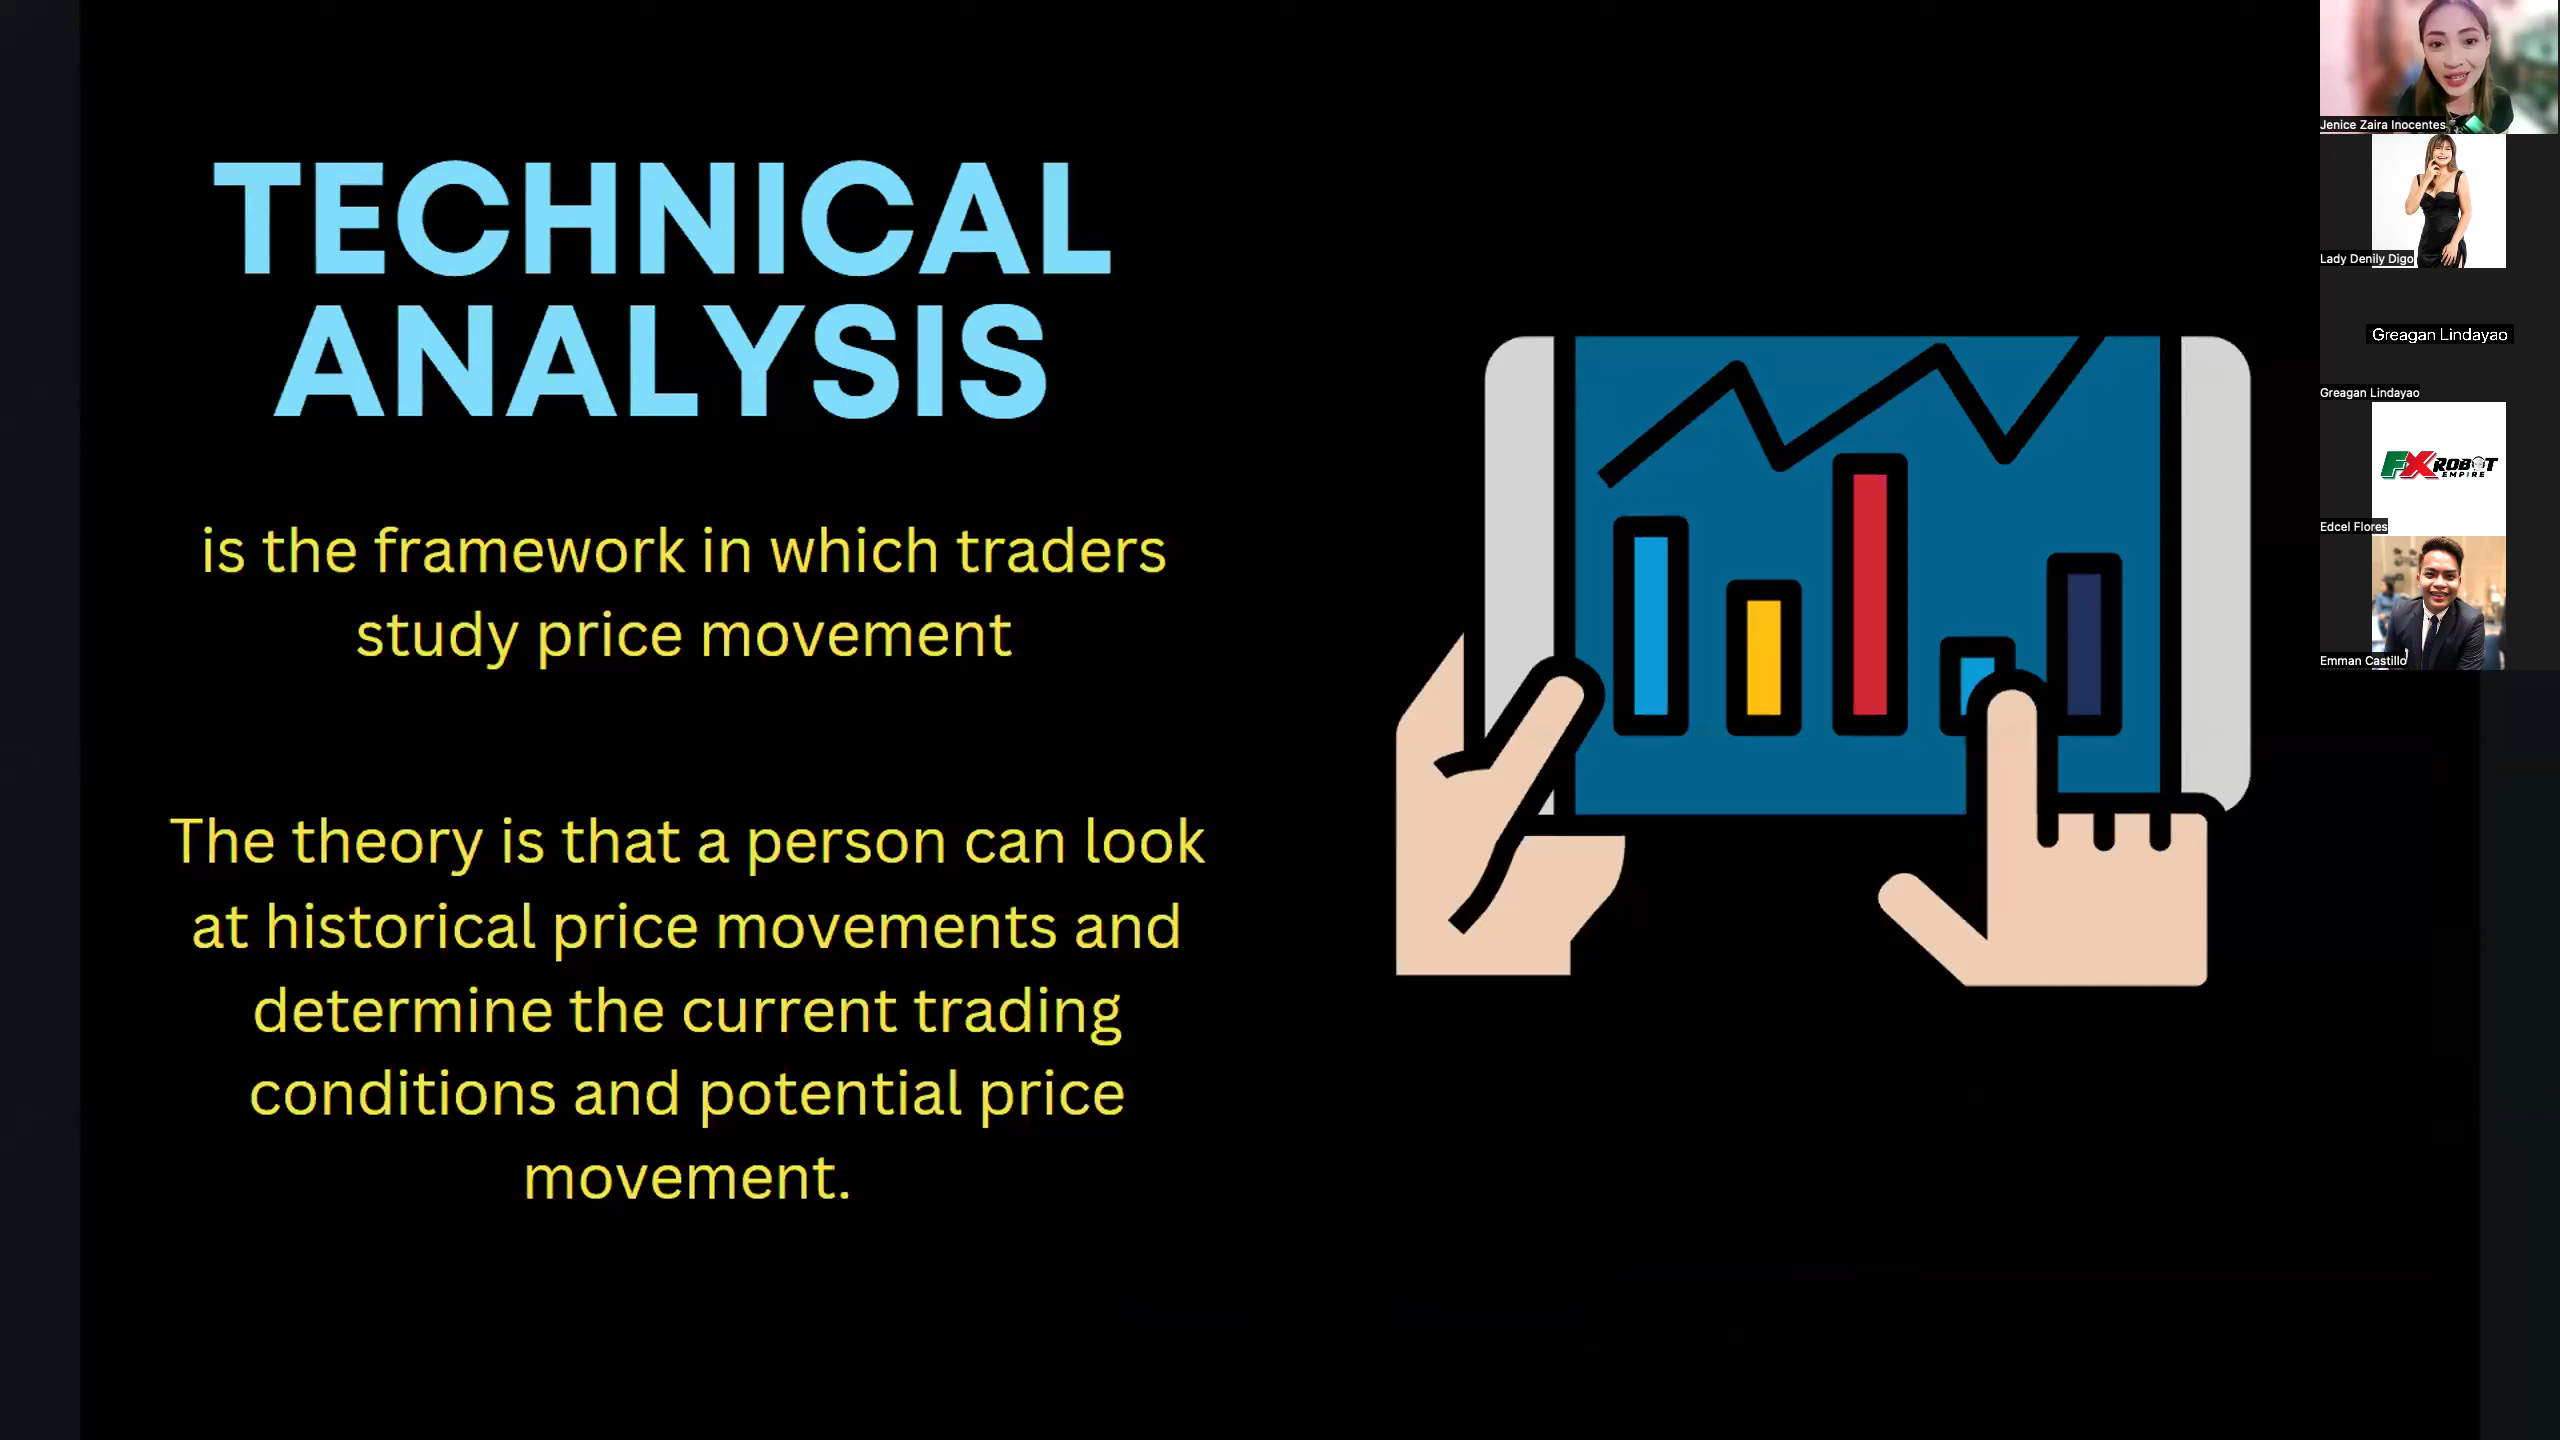 TECHNICAL
ANALYSIS
is the framework in which traders
study price movement
The theory is that a person can look
at historical price movements and
determine the current trading
conditions and potential price
movement.
Jenice Zaira Inocentes
Lady Denily Digo
Greagan Lindayao
Greagan Lindayao
FX ROBOT
EMPIRE
Edcel Flores
Emman Castillo